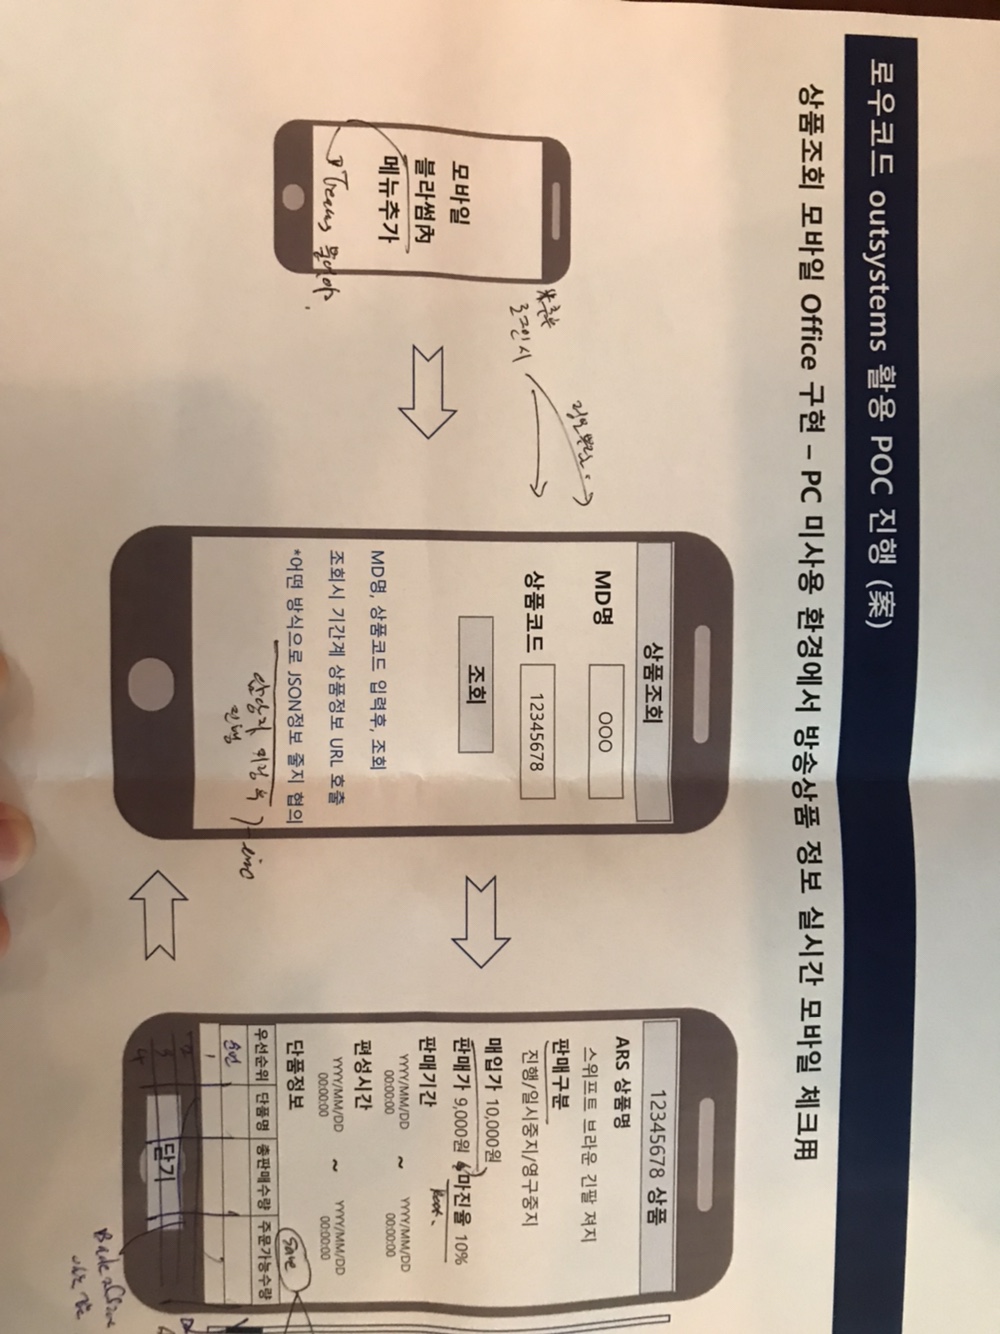 로우코드 outsystems 활용 POC 진행 (案)
상품조회 모바일 Office 구현 – PC 미사용 환경에서 방송상품 정보 실시간 모바일 체크用
모바일
블라썸內
메뉴추가
로그인시
상품조회
MD명 OOO
상품코드 12345678
조회
MD명, 상품코드 입력후, 조회
조회시 기간계 상품정보 URL 호출
*어떤 방식으로 JSON정보 줄지 협의
진행
12345678 상품
ARS 상품명
스위프트 브라운 긴팔 져지
판매구분
진행/일시중지/영구중지
매입가 10,000원
판매가 9,000원 마진율 10%
판매기간
YYYY/MM/DD ~ YYYY/MM/DD
00:00:00 00:00:00
편성시간
YYYY/MM/DD ~ YYYY/MM/DD
00:00:00 00:00:00
단품정보
Save
우선순위 단품명 총판매수량 주문가능수량
순번
1
2
3
4
닫기